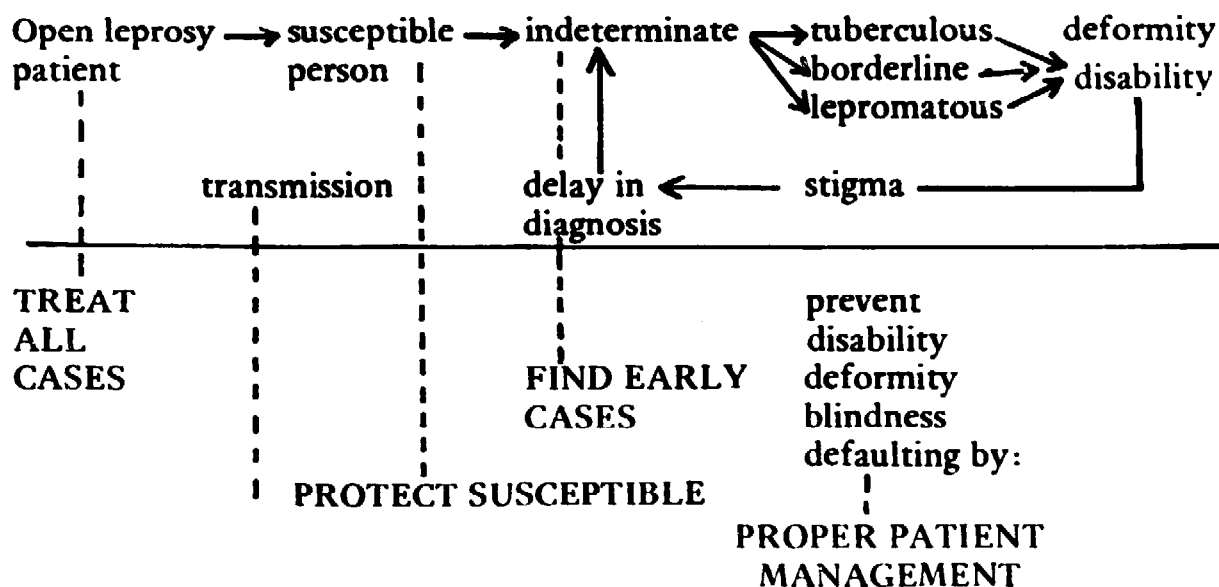 Open leprosy patient
susceptible person
indeterminate
tuberculous
borderline
lepromatous
deformity
disability
transmission
delay in
diagnosis
stigma
TREAT
ALL
CASES
FIND EARLY
CASES
prevent
disability
deformity
blindness
defaulting by:
PROTECT SUSCEPTIBLE
PROPER PATIENT
MANAGEMENT